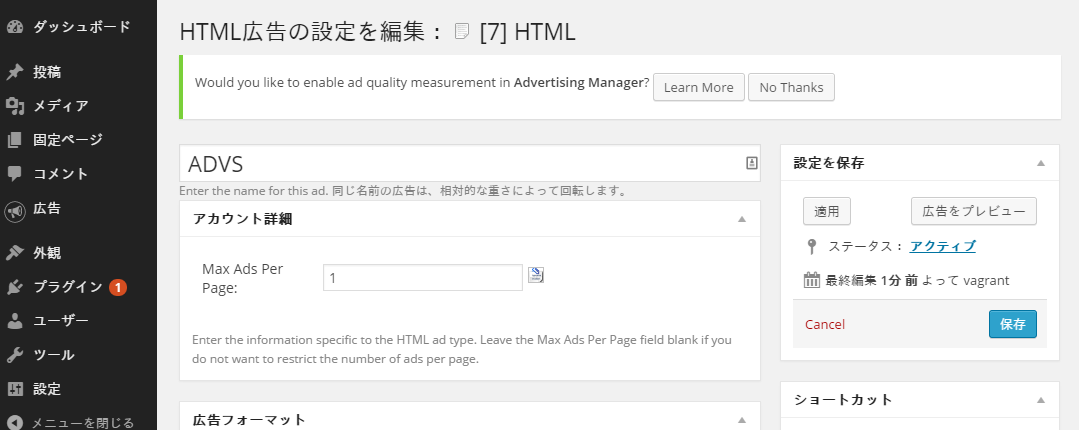 ダッシュボード
投稿
メディア
固定ページ
コメント
広告
外観
プラグイン 1
ユーザー
ツール
設定
メニューを閉じる
HTML広告の設定を編集： [7] HTML
Would you like to enable ad quality measurement in Advertising Manager? Learn More No Thanks
ADVS
Enter the name for this ad. 同じ名前の広告は、相対的な重さによって回転します。
アカウント詳細
Max Ads Per
Page:
1
Enter the information specific to the HTML ad type. Leave the Max Ads Per Page field blank if you
do not want to restrict the number of ads per page.
広告フォーマット
設定を保存
適用 広告をプレビュー
ステータス： アクティブ
最終編集 1分 前 よって vagrant
Cancel 保存
ショートカット